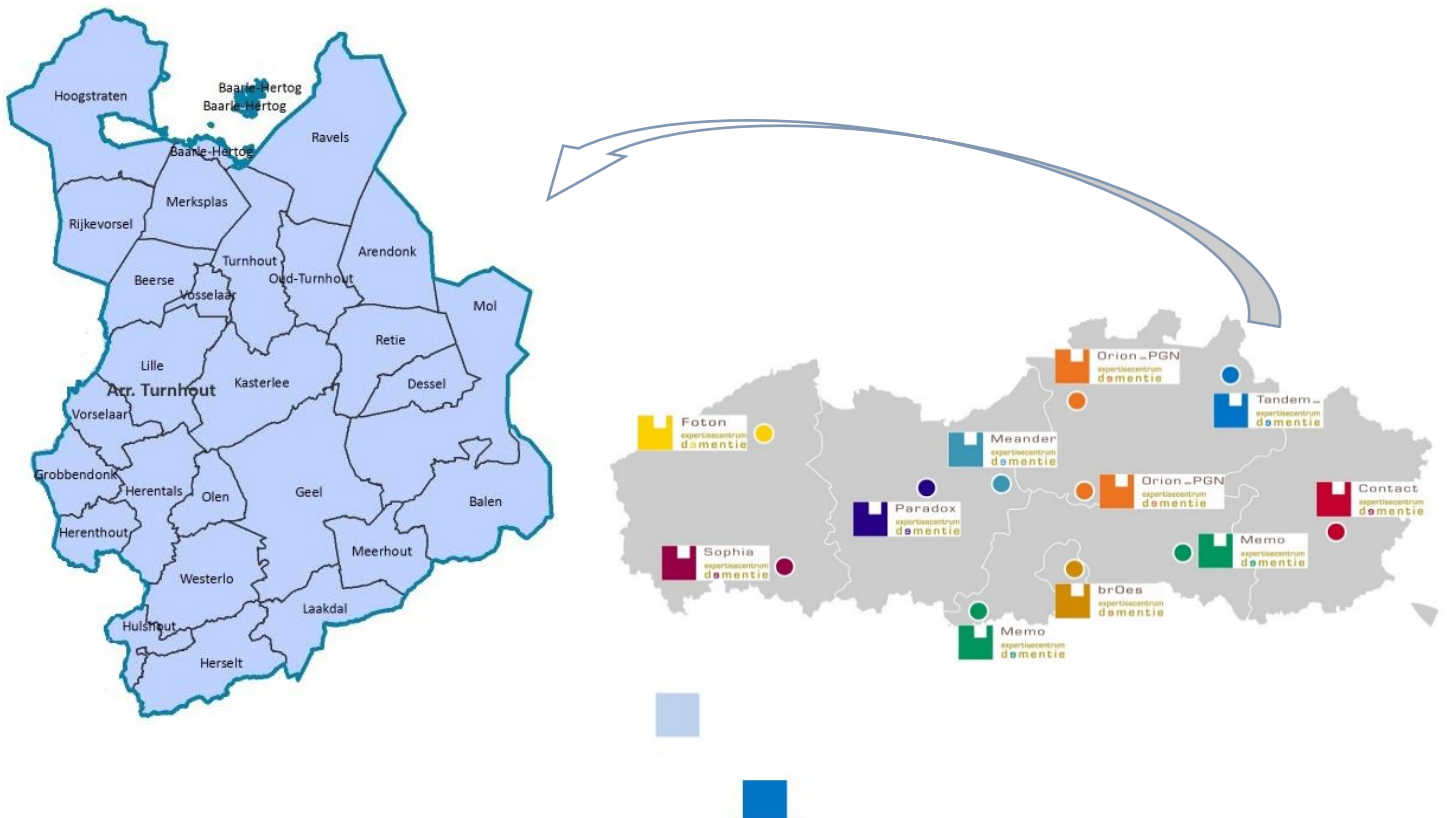 Hoogstraten
Baarle-Hertog
Baarle-Hertog
Baarle-Hertog
Ravels
Merksplas
Rijkevorsel
Turnhout
Arendonk
Beerse
Oud-Turnhout
Vosselaar
Mol
Retie
Lille
Kasterlee
Dessel
Arr. Turnhout
Vorselaar
Grobbendonk
Herentals
Olen
Geel
Balen
Herenthout
Meerhout
Westerlo
Laakdal
Hulshout
Herselt
Orion PGN
expertisecentrum
dementie
Tandem
expertisecentrum
dementie
Foton
expertisecentrum
dementie
Meander
expertisecentrum
dementie
Orion PGN
expertisecentrum
dementie
Contact
expertisecentrum
dementie
Paradox
expertisecentrum
dementie
Sophia
expertisecentrum
dementie
Memo
expertisecentrum
dementie
brOes
expertisecentrum
dementie
Memo
expertisecentrum
dementie